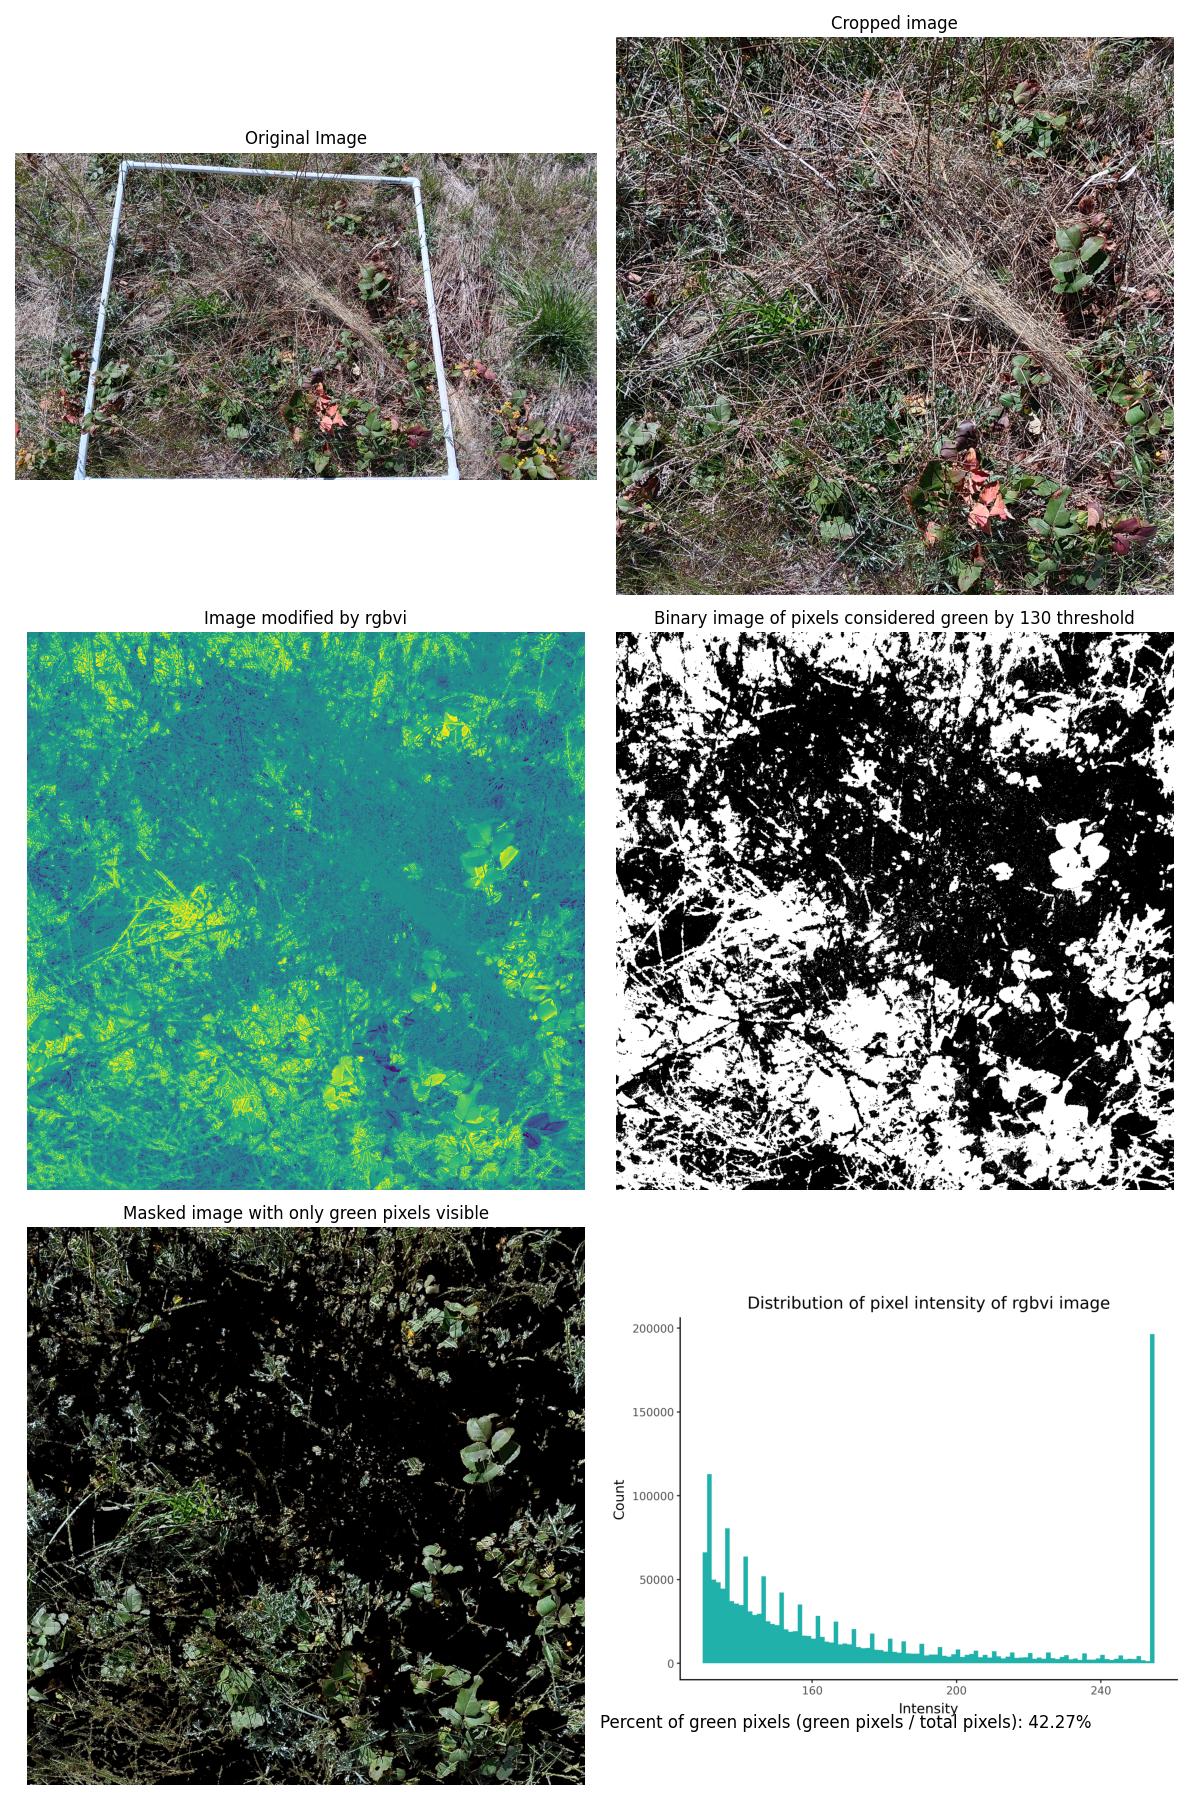 Cropped image
Original Image
Image modified by rgbvi
Binary image of pixels considered green by 130 threshold
Masked image with only green pixels visible
Distribution of pixel intensity of rgbvi image
200000
150000
100000
50000
0
Count
160
200
240
Intensity
Percent of green pixels (green pixels / total pixels): 42.27%